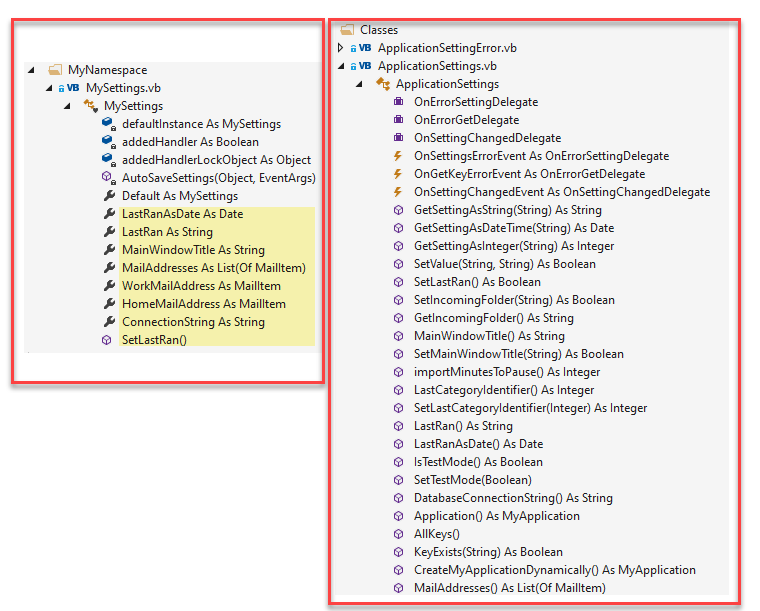 MyNamespace
VB MySettings.vb
MySettings
defaultInstance As MySettings
addedHandler As Boolean
addedHandlerLockObject As Object
AutoSaveSettings(Object, EventArgs)
Default As MySettings
LastRanAsDate As Date
LastRan As String
MainWindowTitle As String
MailAddresses As List(Of MailItem)
WorkMailAddress As MailItem
HomeMailAddress As MailItem
ConnectionString As String
SetLastRan()
Classes
VB ApplicationSettingError.vb
VB ApplicationSettings.vb
ApplicationSettings
OnErrorSettingDelegate
OnErrorGetDelegate
OnSettingChangedDelegate
OnSettingsErrorEvent As OnErrorSettingDelegate
OnGetKeyErrorEvent As OnErrorGetDelegate
OnSettingChangedEvent As OnSettingChangedDelegate
GetSettingAsString(String) As String
GetSettingAsDateTime(String) As Date
GetSettingAsInteger(String) As Integer
SetValue(String, String) As Boolean
SetLastRan() As Boolean
SetIncomingFolder(String) As Boolean
GetIncomingFolder() As String
MainWindowTitle() As String
SetMainWindowTitle(String) As Boolean
importMinutesToPause() As Integer
LastCategoryIdentifier() As Integer
SetLastCategoryIdentifier(Integer) As Integer
LastRan() As String
LastRanAsDate() As Date
IsTestMode() As Boolean
SetTestMode(Boolean)
DatabaseConnectionString() As String
Application() As MyApplication
AllKeys()
KeyExists(String) As Boolean
CreateMyApplicationDynamically() As MyApplication
MailAddresses() As List(Of MailItem)